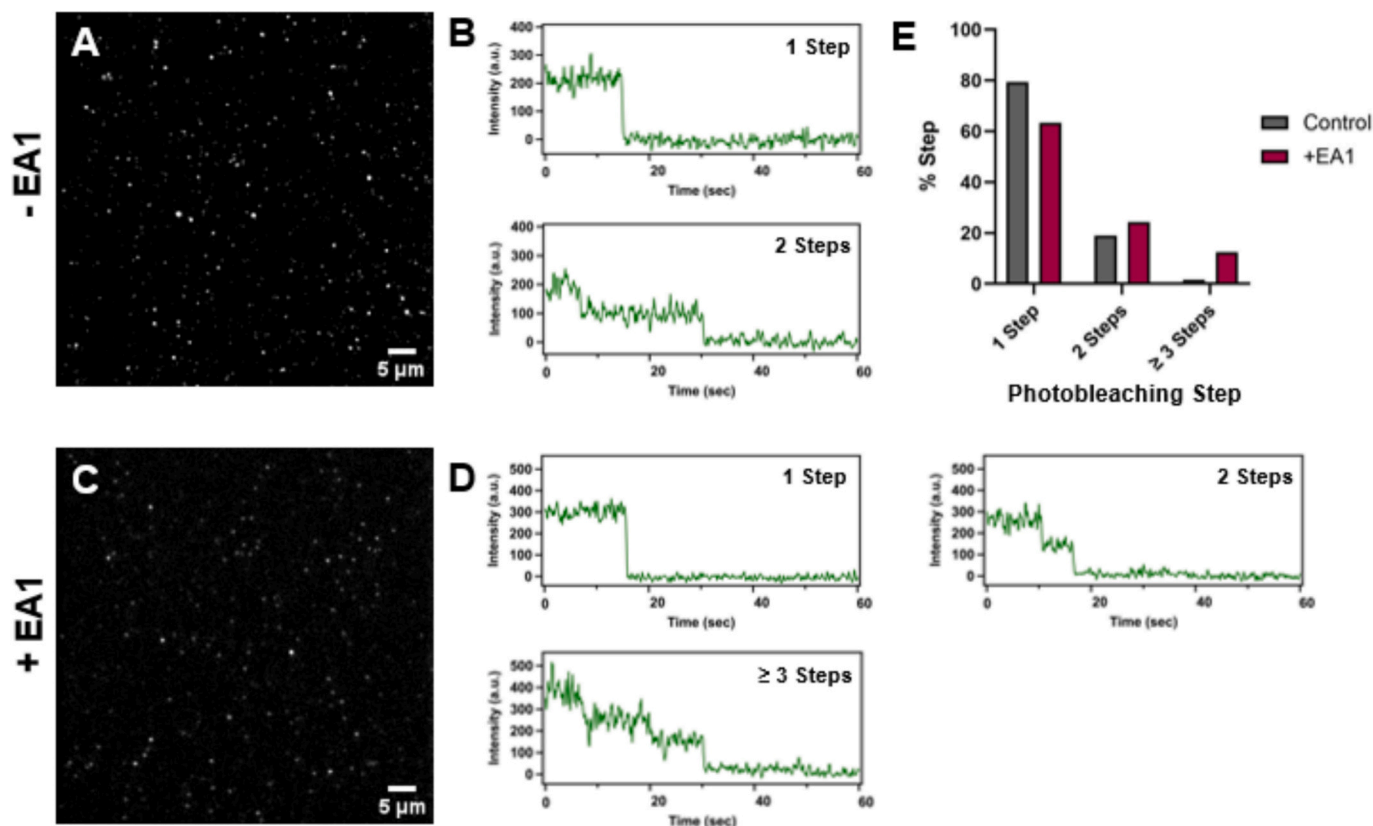 - EA1
A
5 µm
B
1 Step
Intensity (a.u.)
400
300
200
100
0
0
20
40
60
Time (sec)
2 Steps
Intensity (a.u.)
400
300
200
100
0
0
20
40
60
Time (sec)
E
% Step
100
80
60
40
20
0
1 Step
2 Steps
≥ 3 Steps
Photobleaching Step
Control
+EA1
+ EA1
C
5 µm
D
1 Step
Intensity (a.u.)
500
400
300
200
100
0
0
20
40
60
Time (sec)
2 Steps
Intensity (a.u.)
500
400
300
200
100
0
0
20
40
60
Time (sec)
≥ 3 Steps
Intensity (a.u.)
500
400
300
200
100
0
0
20
40
60
Time (sec)